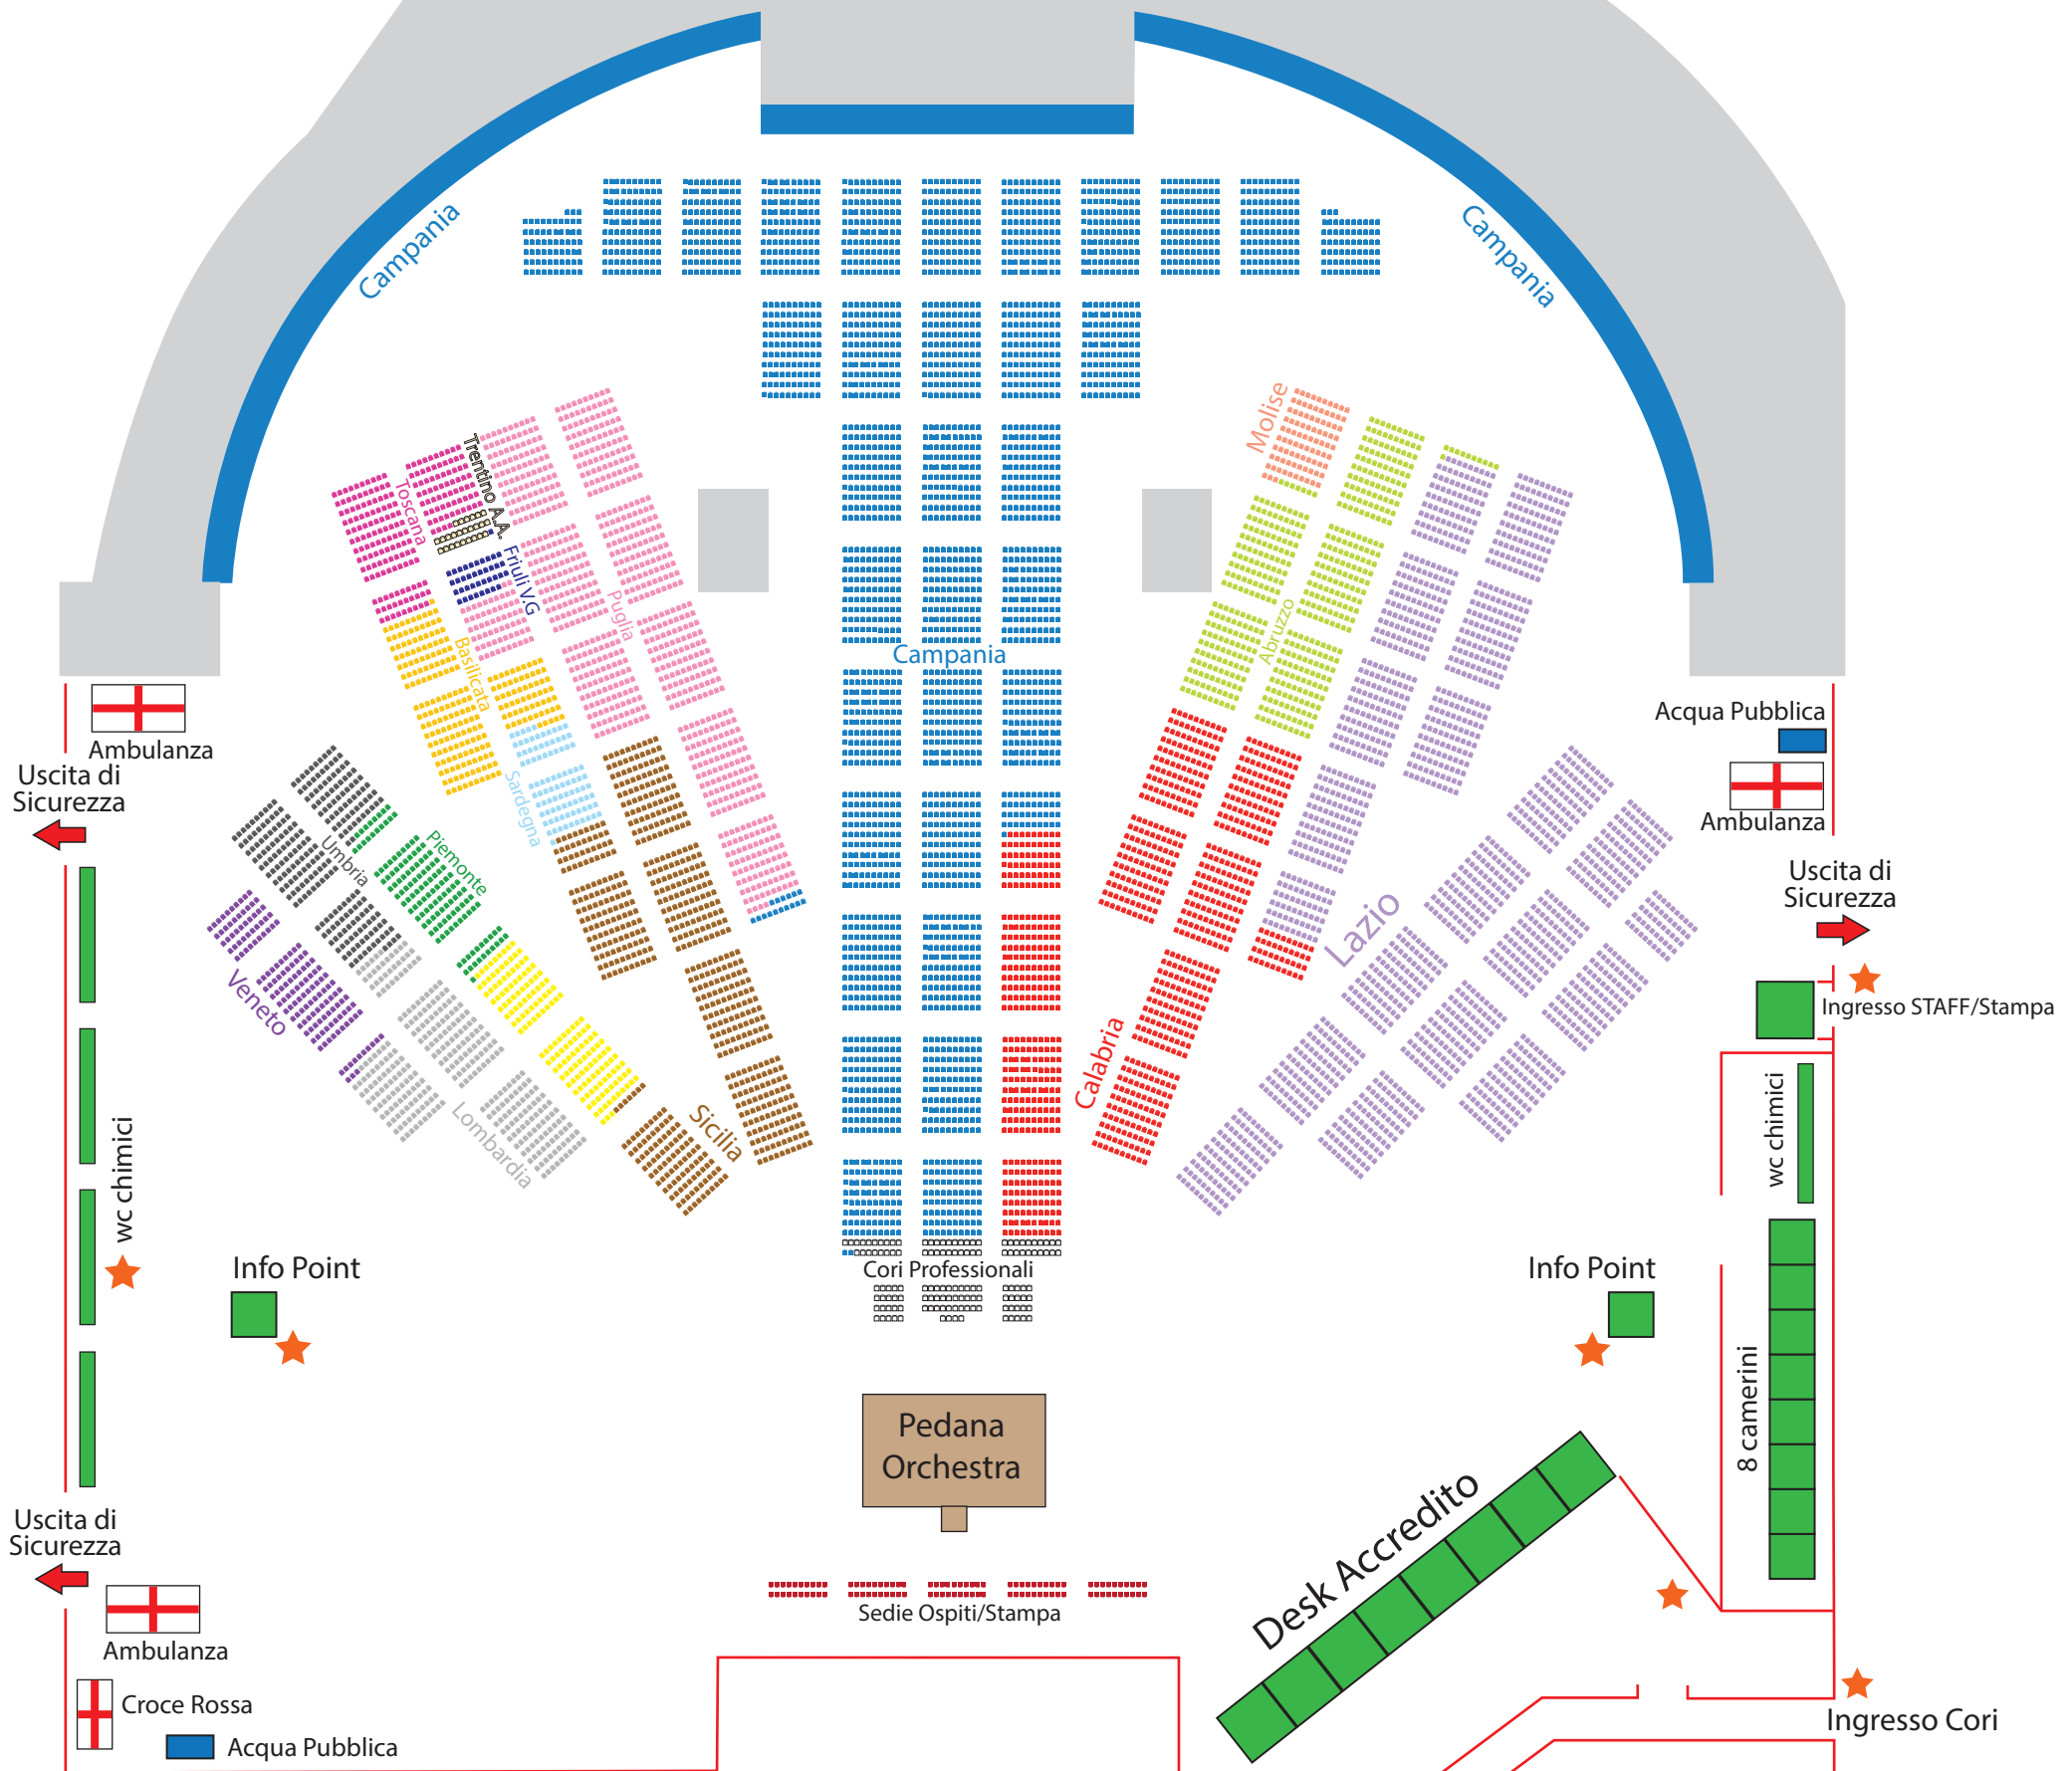 Campania
Campania
Molise
Trentino A.A.
Toscana
Friuli V.G
Puglia
Abruzzo
Basilicata
Campania
Acqua Pubblica
Ambulanza
Uscita di
Sicurezza
Sardegna
Ambulanza
Piemonte
Umbria
Uscita di
Sicurezza
Lazio
Veneto
Ingresso STAFF/Stampa
Calabria
Lombardia
Sicilia
wc chimici
wc chimici
Info Point
Cori Professionali
Info Point
8 camerini
Pedana
Orchestra
Desk Accredito
Uscita di
Sicurezza
Sedie Ospiti/Stampa
Ambulanza
Croce Rossa
Ingresso Cori
Acqua Pubblica